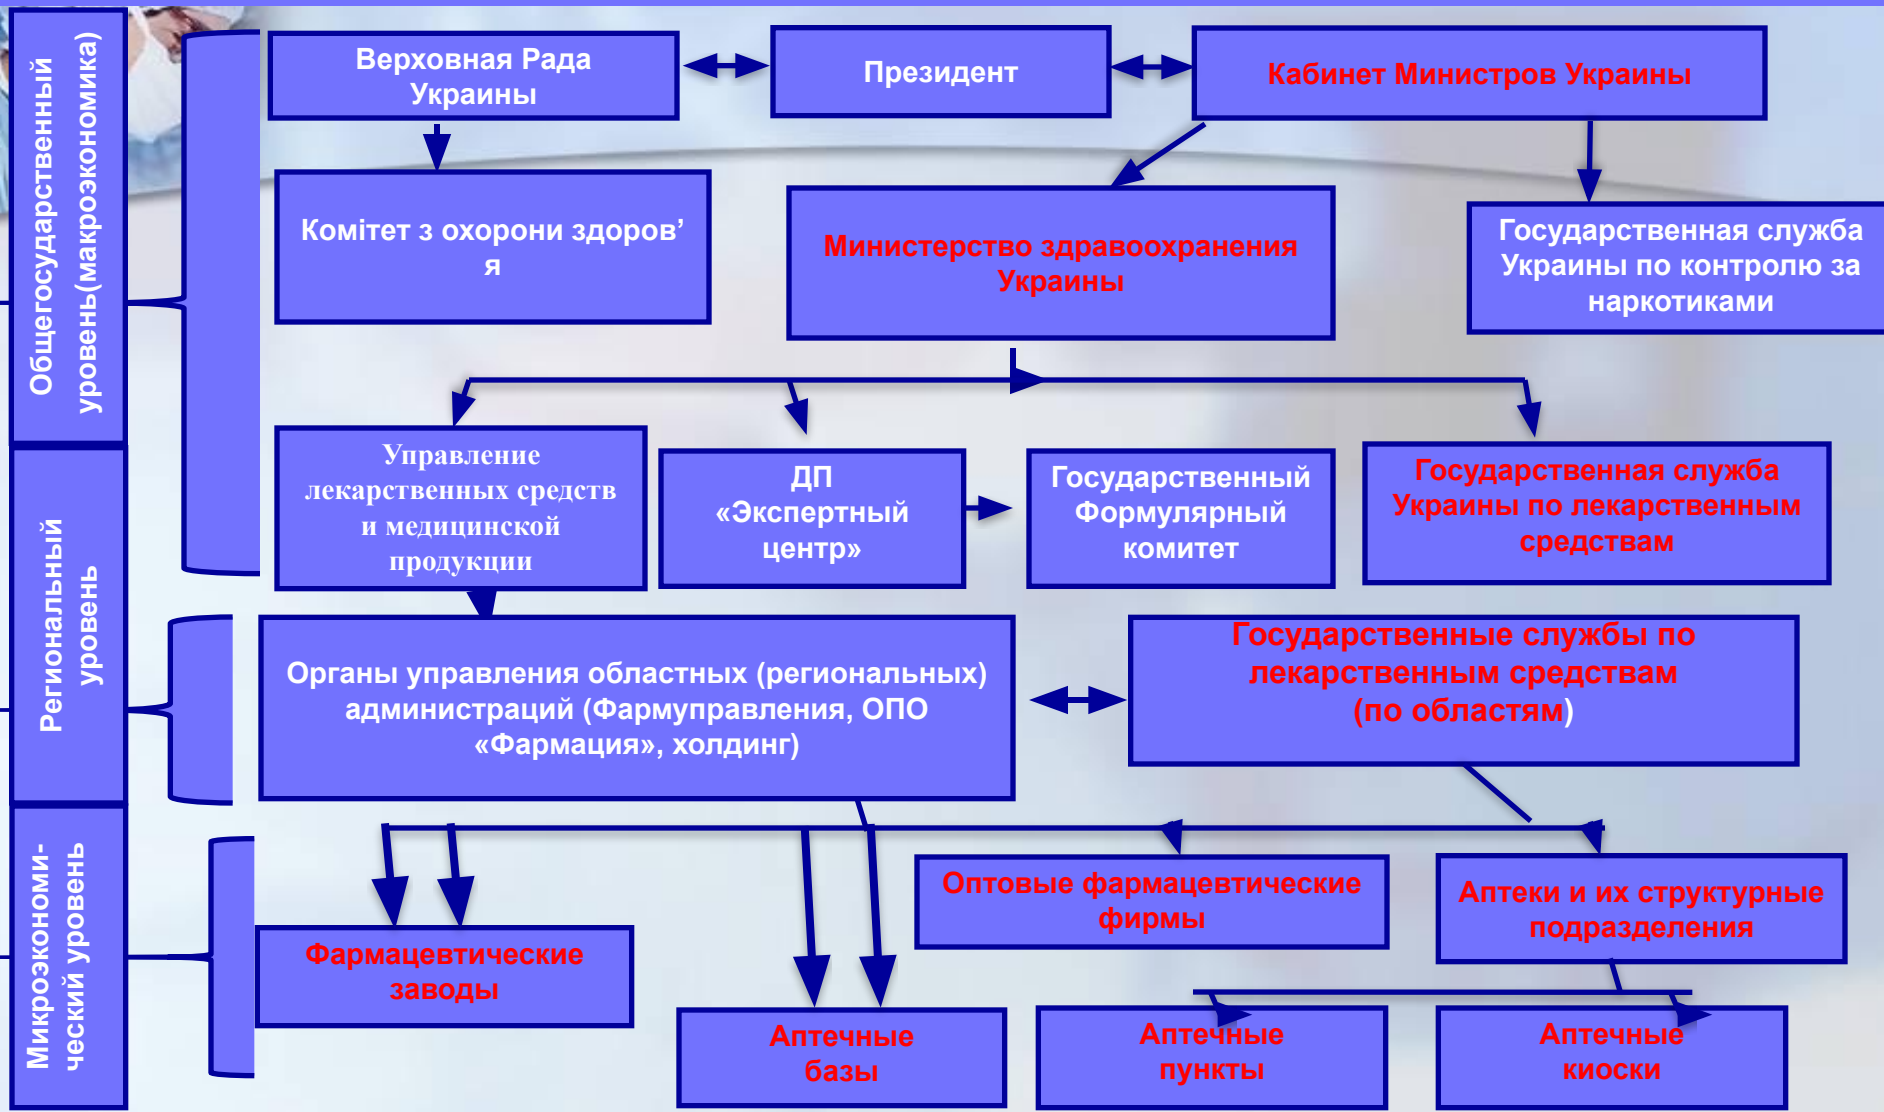 Общегосударственный
уровень(макроэкономика)
Верховная Рада
Украины
Президент
Кабинет Министров Украины
Комітет з охорони здоров’
я
Министерство здравоохранения
Украины
Государственная служба
Украины по контролю за
наркотиками
Управление
лекарственных средств
и медицинской
продукции
ДП
«Экспертный
центр»
Государственный
Формулярный
комитет
Государственная служба
Украины по лекарственным
средствам
Региональный
уровень
Органы управления областных (региональных)
администраций (Фармуправления, ОПО
«Фармация», холдинг)
Государственные службы по
лекарственным средствам
(по областям)
Микроэкономи-
ческий уровень
Фармацевтические
заводы
Аптечные
базы
Оптовые фармацевтические
фирмы
Аптеки и их структурные
подразделения
Аптечные
пункты
Аптечные
киоски